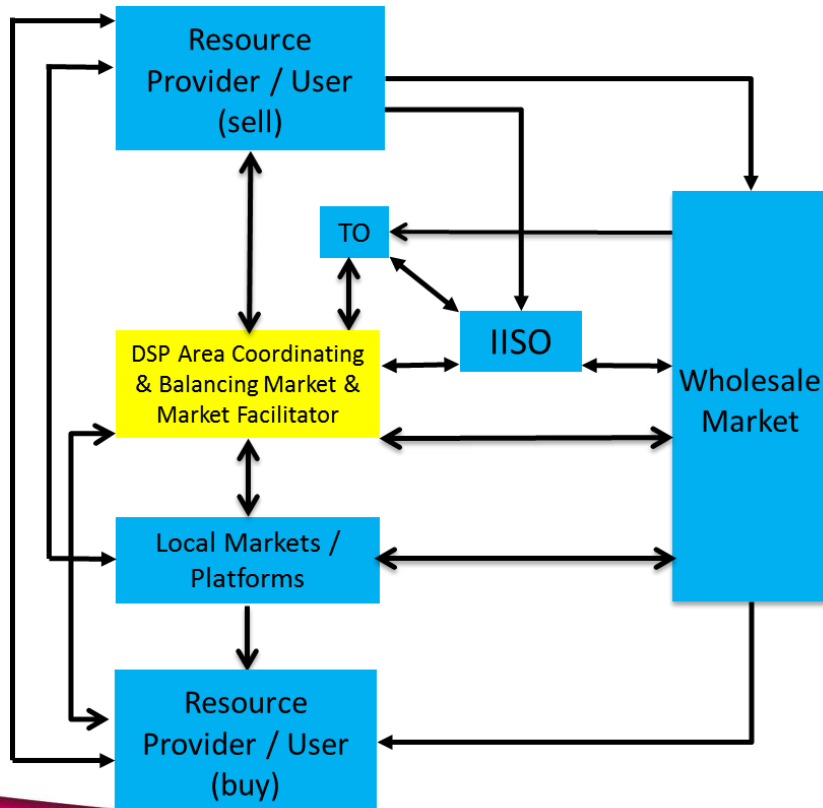 Resource
Provider / User
(sell)
TO
IISO
DSP Area Coordinating
& Balancing Market &
Market Facilitator
Wholesale
Market
Local Markets /
Platforms
Resource
Provider / User
(buy)